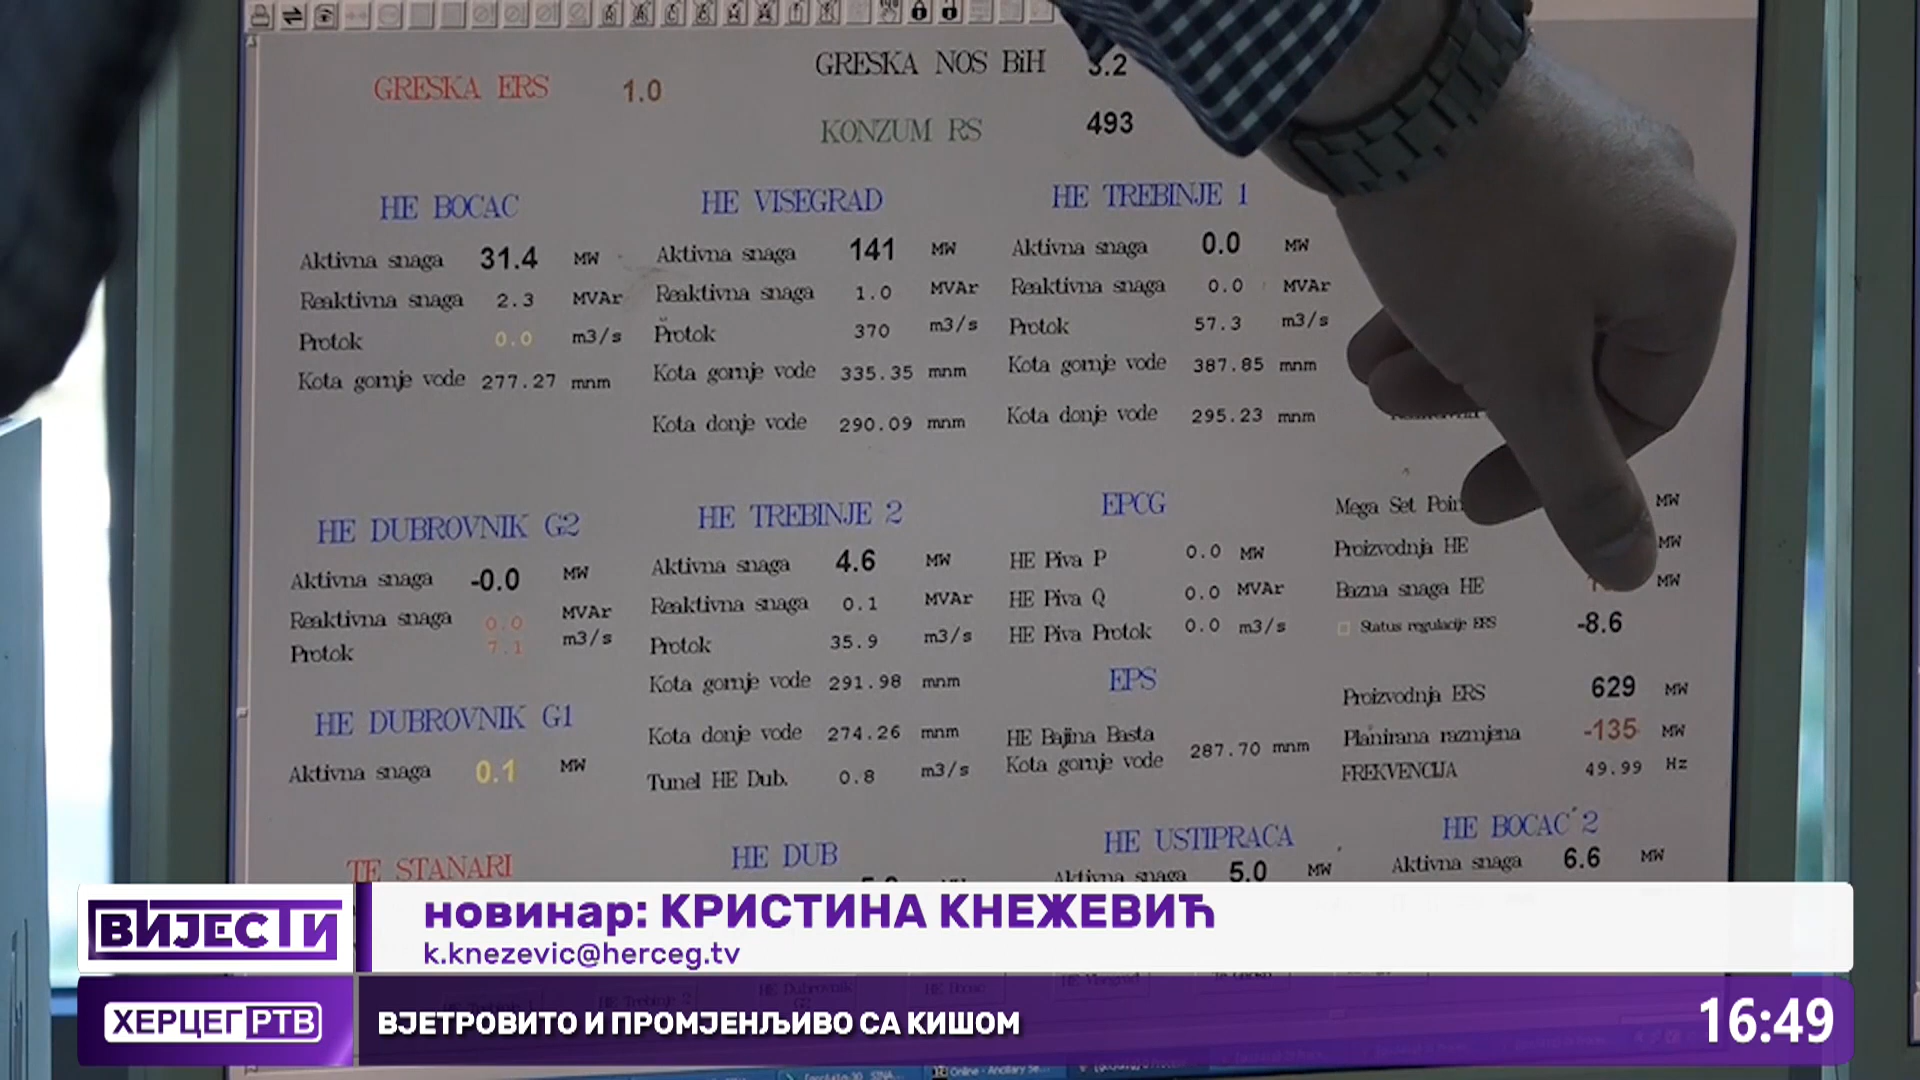 GRESKA ERS 1.0
GRESKA NOS BiH 3.2
KONZUM RS 493
HE BOCAC
Aktivna snaga 31.4 MW
Reaktivna snaga 2.3 MVAr
Protok 0.0 m3/s
Kota gornje vode 277.27 mnm
HE VISEGRAD
Aktivna snaga 141 MW
Reaktivna snaga 1.0 MVAr
Protok 370 m3/s
Kota gornje vode 335.35 mnm
Kota donje vode 290.09 mnm
HE TREBINJE 1
Aktivna snaga 0.0 MW
Reaktivna snaga 0.0 MVAr
Protok 57.3 m3/s
Kota gornje vode 387.85 mnm
Kota donje vode 295.23 mnm
HE DUBROVNIK G2
Aktivna snaga -0.0 MW
Reaktivna snaga 0.0 MVAr
Protok 7.1 m3/s
HE DUBROVNIK G1
Aktivna snaga 0.1 MW
HE TREBINJE 2
Aktivna snaga 4.6 MW
Reaktivna snaga 0.1 MVAr
Protok 35.9 m3/s
Kota gornje vode 291.98 mnm
Kota donje vode 274.26 mnm
Tunel HE Dub. 0.8 m3/s
EPCG
HE Piva P 0.0 MW
HE Piva Q 0.0 MVAr
HE Piva Protok 0.0 m3/s
EPS
HE Bajina Basta
Kota gornje vode 287.70 mnm
Mega Set Poin MW
Proizvodnja HE MW
Bazna snaga HE MW
Status regulacije ERS -8.6
Proizvodnja ERS 629 MW
Planirana razmjena -135 MW
FREKVENCIJA 49.99 Hz
TE STANARI
HE DUB
HE USTIPRACA
Aktivna snaga 5.0 MW
HE BOCAC 2
Aktivna snaga 6.6 MW
ВИЈЕСТИ
новинар: КРИСТИНА КНЕЖЕВИЋ
k.knezevic@herceg.tv
ХЕРЦЕГ РТВ
ВЈЕТРОВИТО И ПРОМЈЕНЉИВО СА КИШОМ
16:49